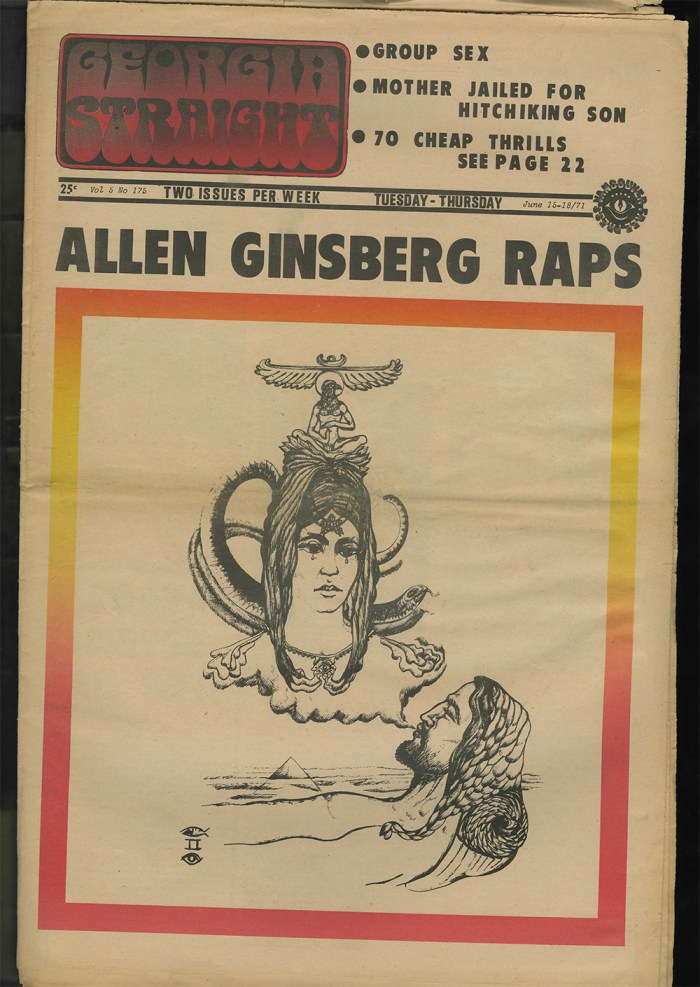 GEORGIA
STRAIGHT
●GROUP SEX
●MOTHER JAILED FOR
HITCHIKING SON
●70 CHEAP THRILLS
SEE PAGE 22
25¢ Vol 5 No 175 TWO ISSUES PER WEEK TUESDAY-THURSDAY June 15-18/71
ALLEN GINSBERG RAPS
II